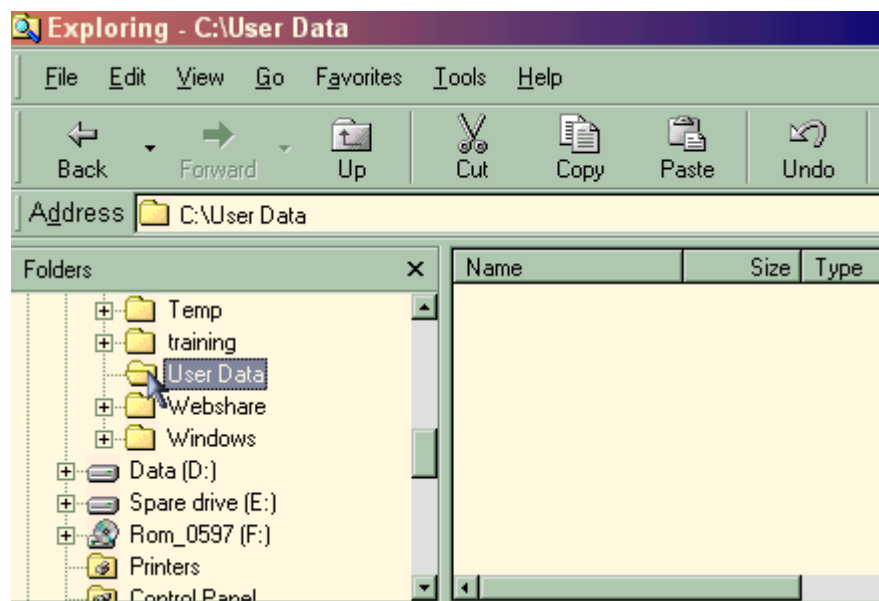 Exploring - C:\User Data
File Edit View Go Favorites Tools Help
Back Forward Up Cut Copy Paste Undo
Address C:\User Data
Folders Name Size Type
Temp
training
User Data
Webshare
Windows
Data (D:)
Spare drive (E:)
Rom_0597 (F:)
Printers
Control Panel